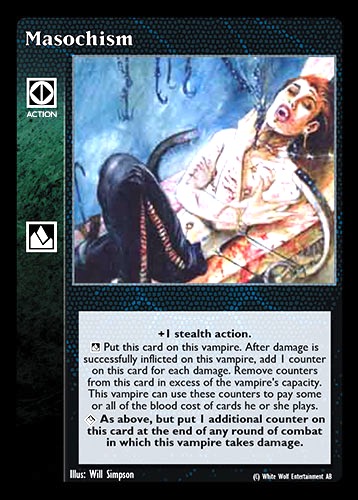 Masochism
ACTION
+1 stealth action.
Put this card on this vampire. After damage is
successfully inflicted on this vampire, add 1 counter
on this card for each damage. Remove counters
from this card in excess of the vampire's capacity.
This vampire can use these counters to pay some
or all of the blood cost of cards he or she plays.
As above, but put 1 additional counter on
this card at the end of any round of combat
in which this vampire takes damage.
Illus: Will Simpson
(C) White Wolf Entertainment AB